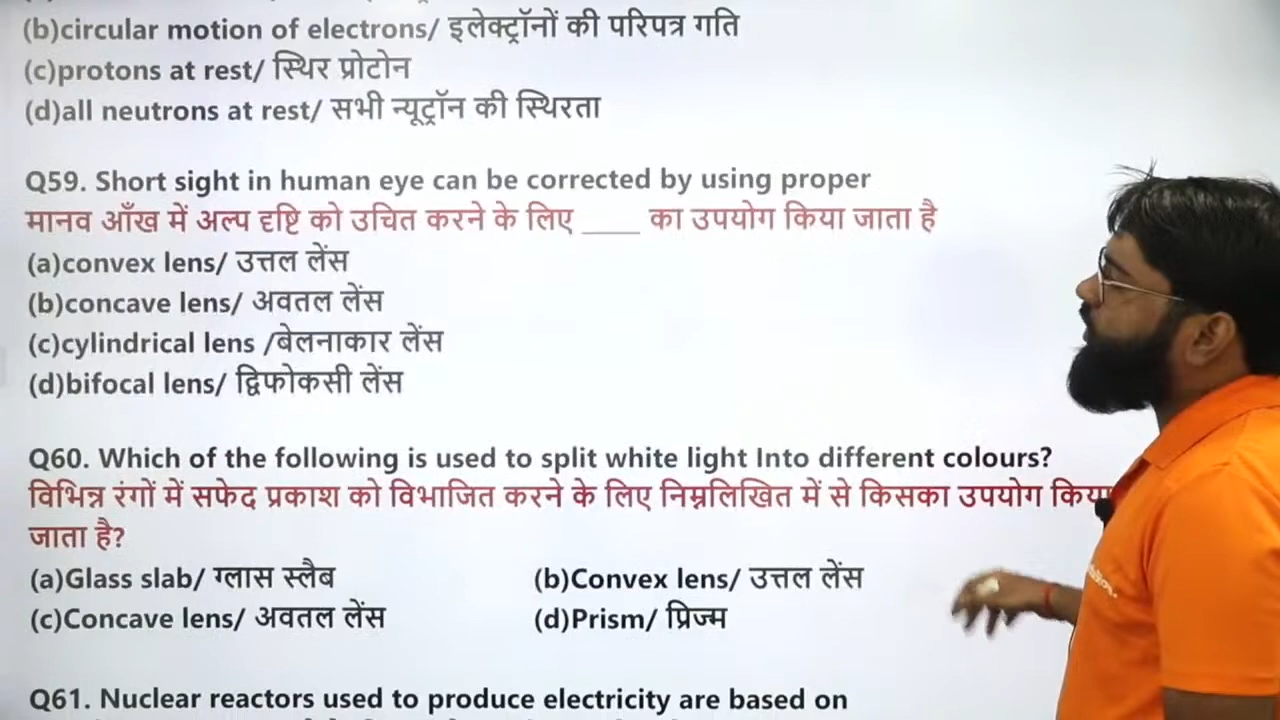 (b)circular motion of electrons/ इलेक्ट्रॉनों की परिपत्र गति
(c)protons at rest/ स्थिर प्रोटोन
(d)all neutrons at rest/ सभी न्यूट्रॉन की स्थिरता
Q59. Short sight in human eye can be corrected by using proper
मानव आँख में अल्प दृष्टि को उचित करने के लिए ____ का उपयोग किया जाता है
(a)convex lens/ उत्तल लेंस
(b)concave lens/ अवतल लेंस
(c)cylindrical lens /बेलनाकार लेंस
(d)bifocal lens/ द्विफोकसी लेंस
Q60. Which of the following is used to split white light Into different colours?
विभिन्न रंगों में सफेद प्रकाश को विभाजित करने के लिए निम्नलिखित में से किसका उपयोग किया
जाता है?
(a)Glass slab/ ग्लास स्लैब (b)Convex lens/ उत्तल लेंस
(c)Concave lens/ अवतल लेंस (d)Prism/ प्रिज्म
Q61. Nuclear reactors used to produce electricity are based on